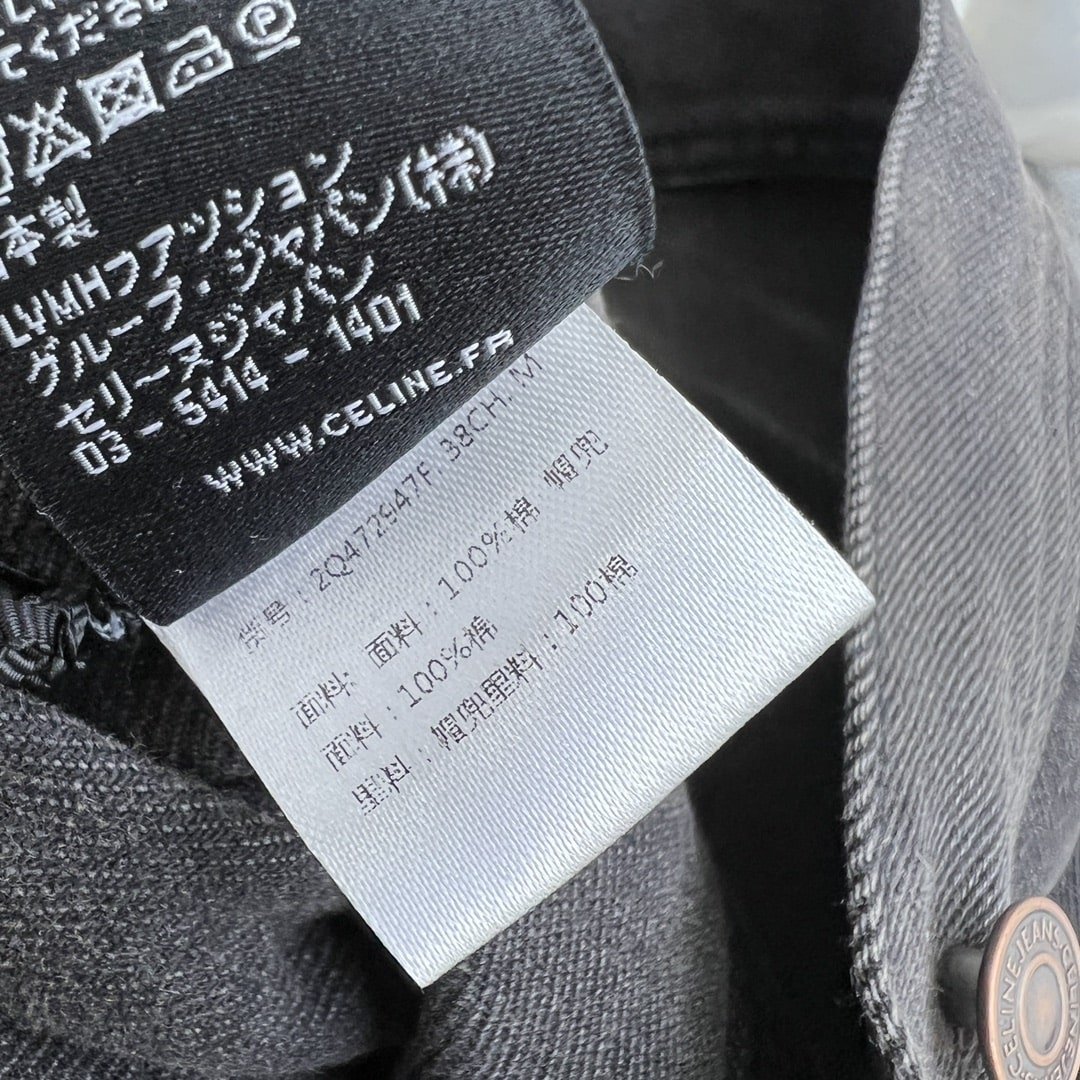 てくださ
本製
LVMHファッション
グループ・ジャパン(株)
セリーヌジャパン
03 - 5414 - 1401
WWW.CELINE.FR
货号 : 2Q472947F. 38CH. M
面料: 面料 : 100%棉 帽兜
面料 : 100%棉
里料 : 帽兜里料 : 100棉
CELINE JEANS CELINE